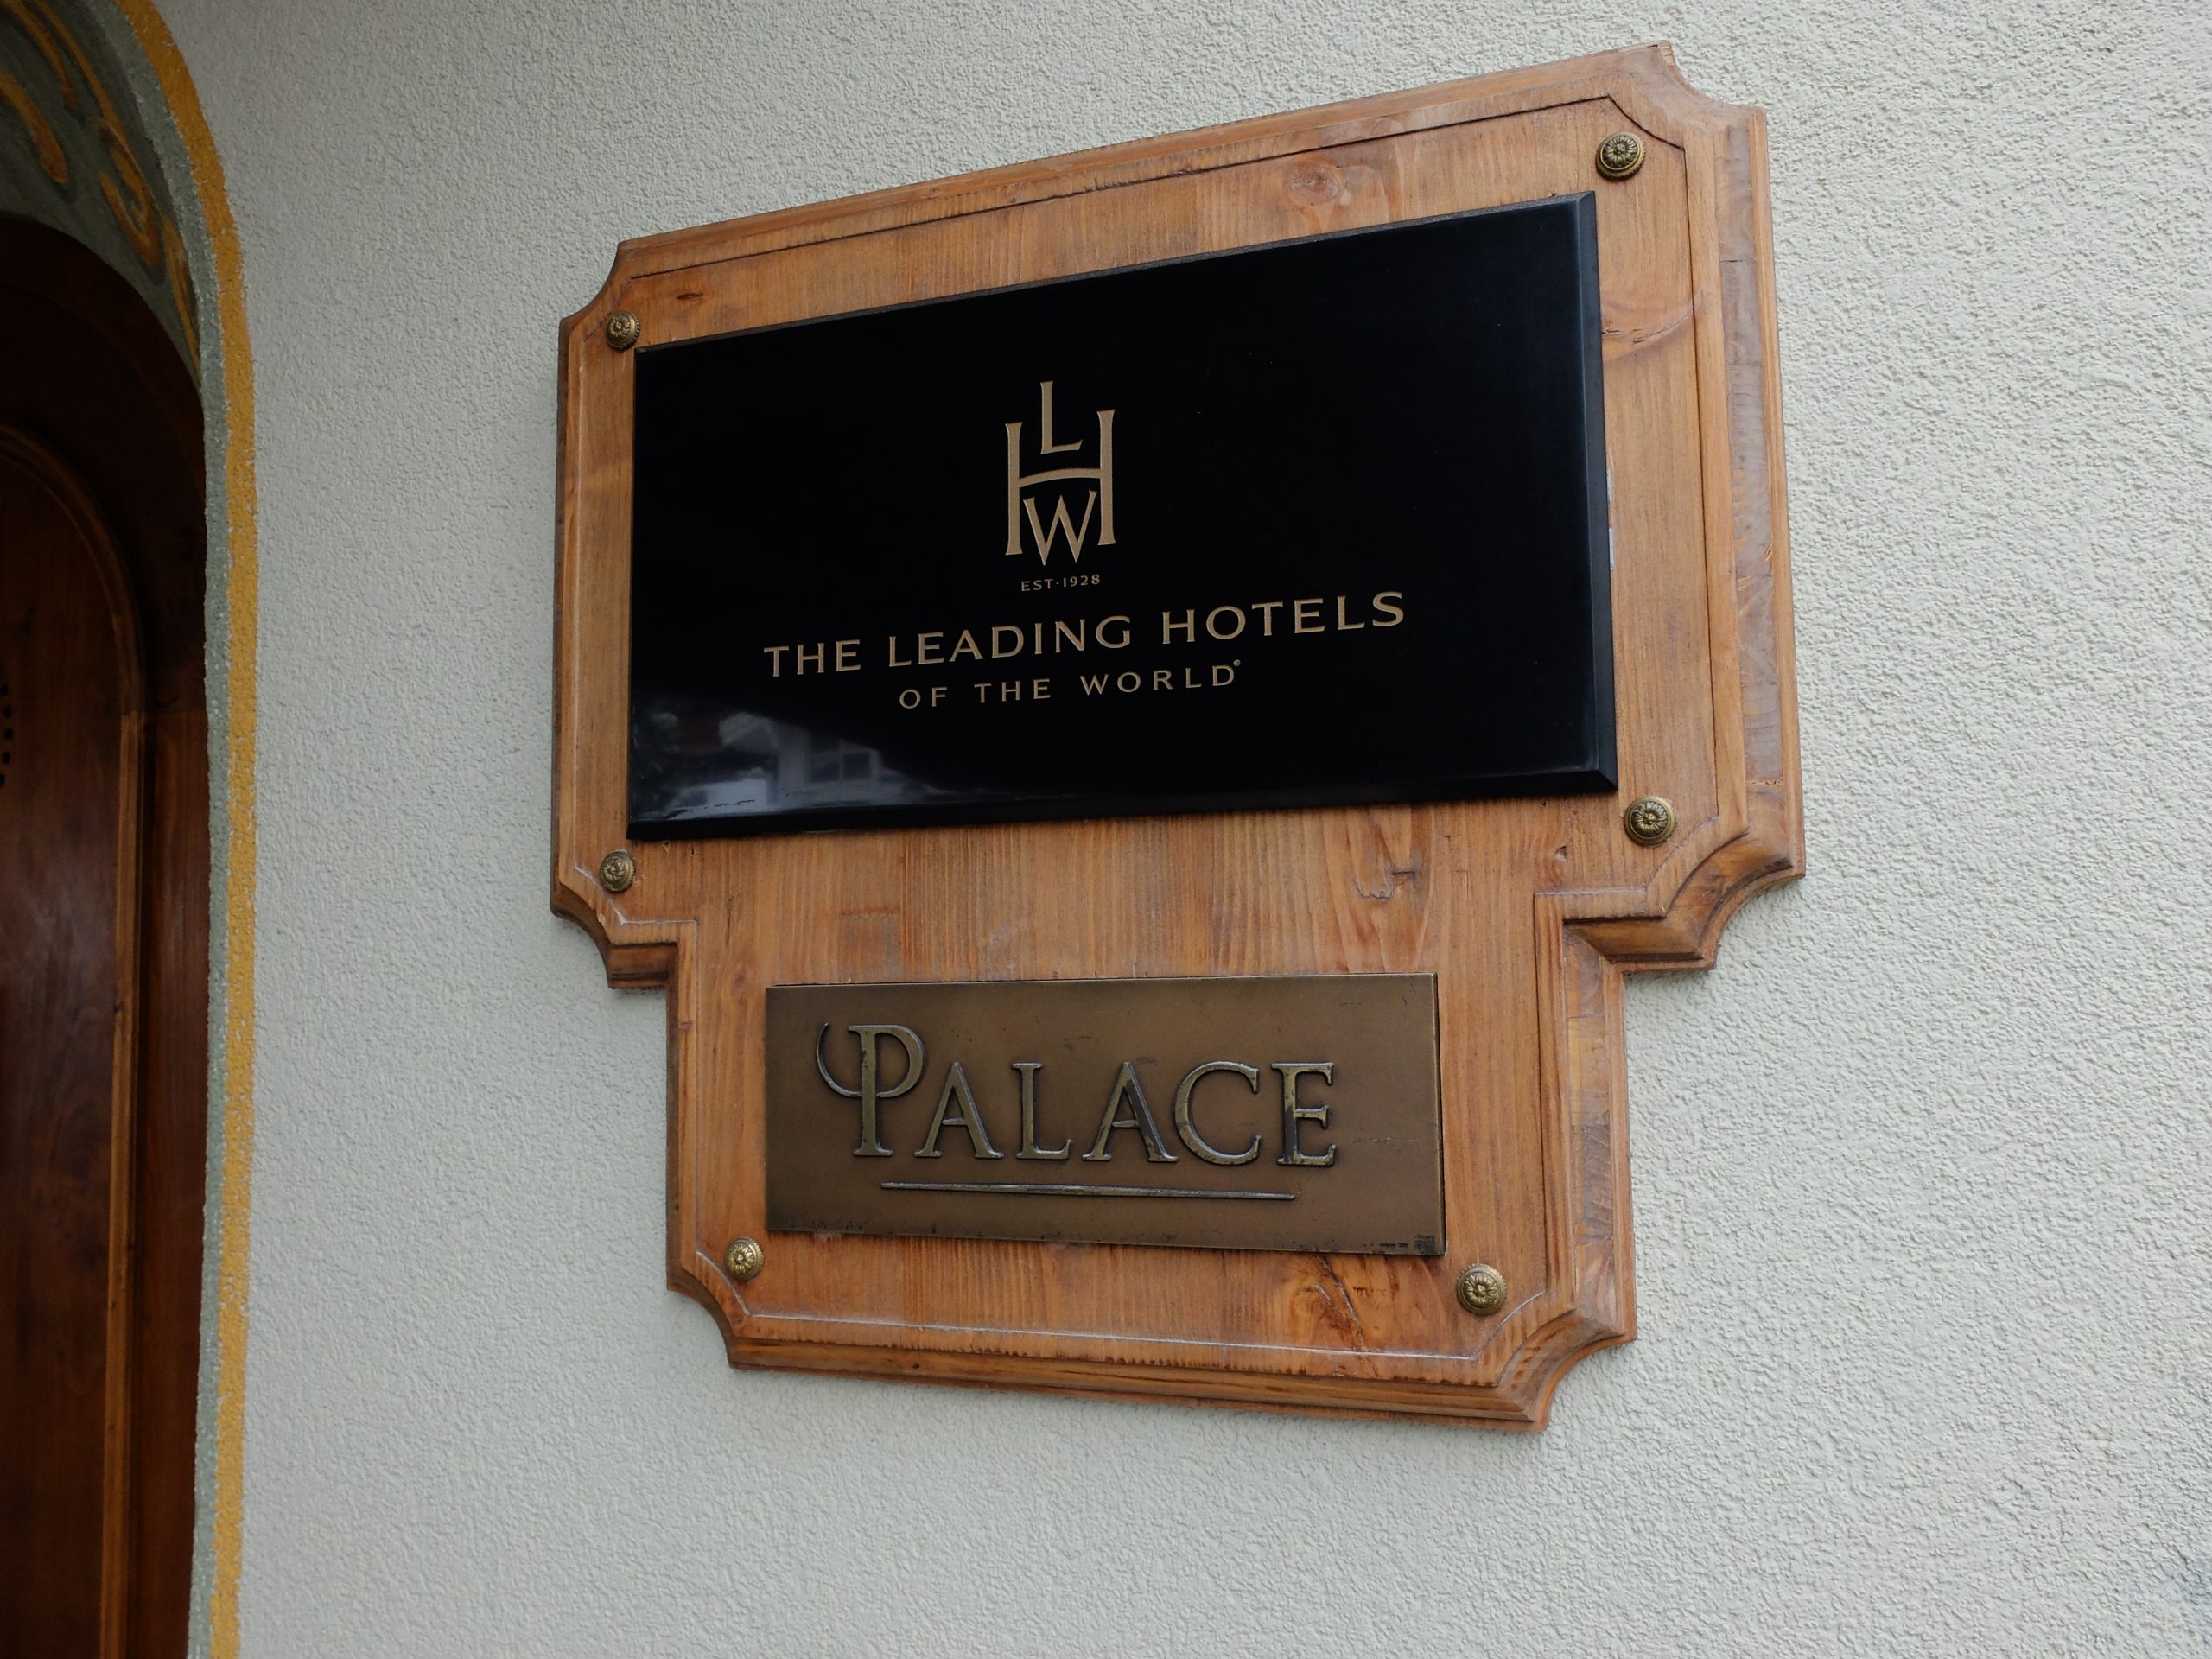 LHW
EST·1928
THE LEADING HOTELS
OF THE WORLD®
PALACE